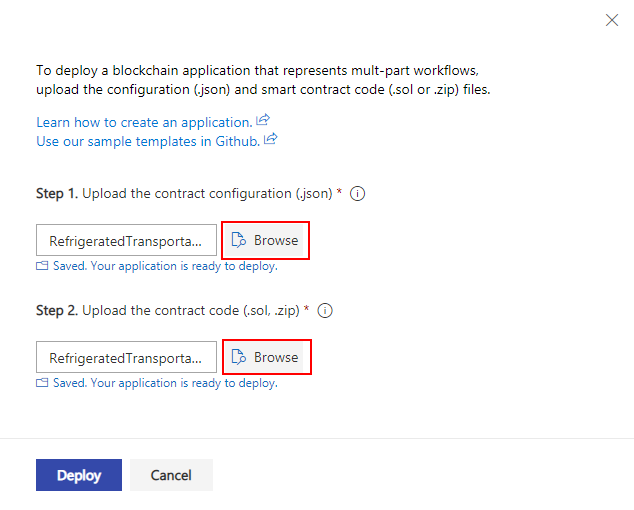 To deploy a blockchain application that represents mult-part workflows,
upload the configuration (.json) and smart contract code (.sol or .zip) files.
Learn how to create an application.
Use our sample templates in Github.
Step 1. Upload the contract configuration (.json) *
RefrigeratedTransporta... Browse
Saved. Your application is ready to deploy.
Step 2. Upload the contract code (.sol, .zip) *
RefrigeratedTransporta... Browse
Saved. Your application is ready to deploy.
Deploy Cancel